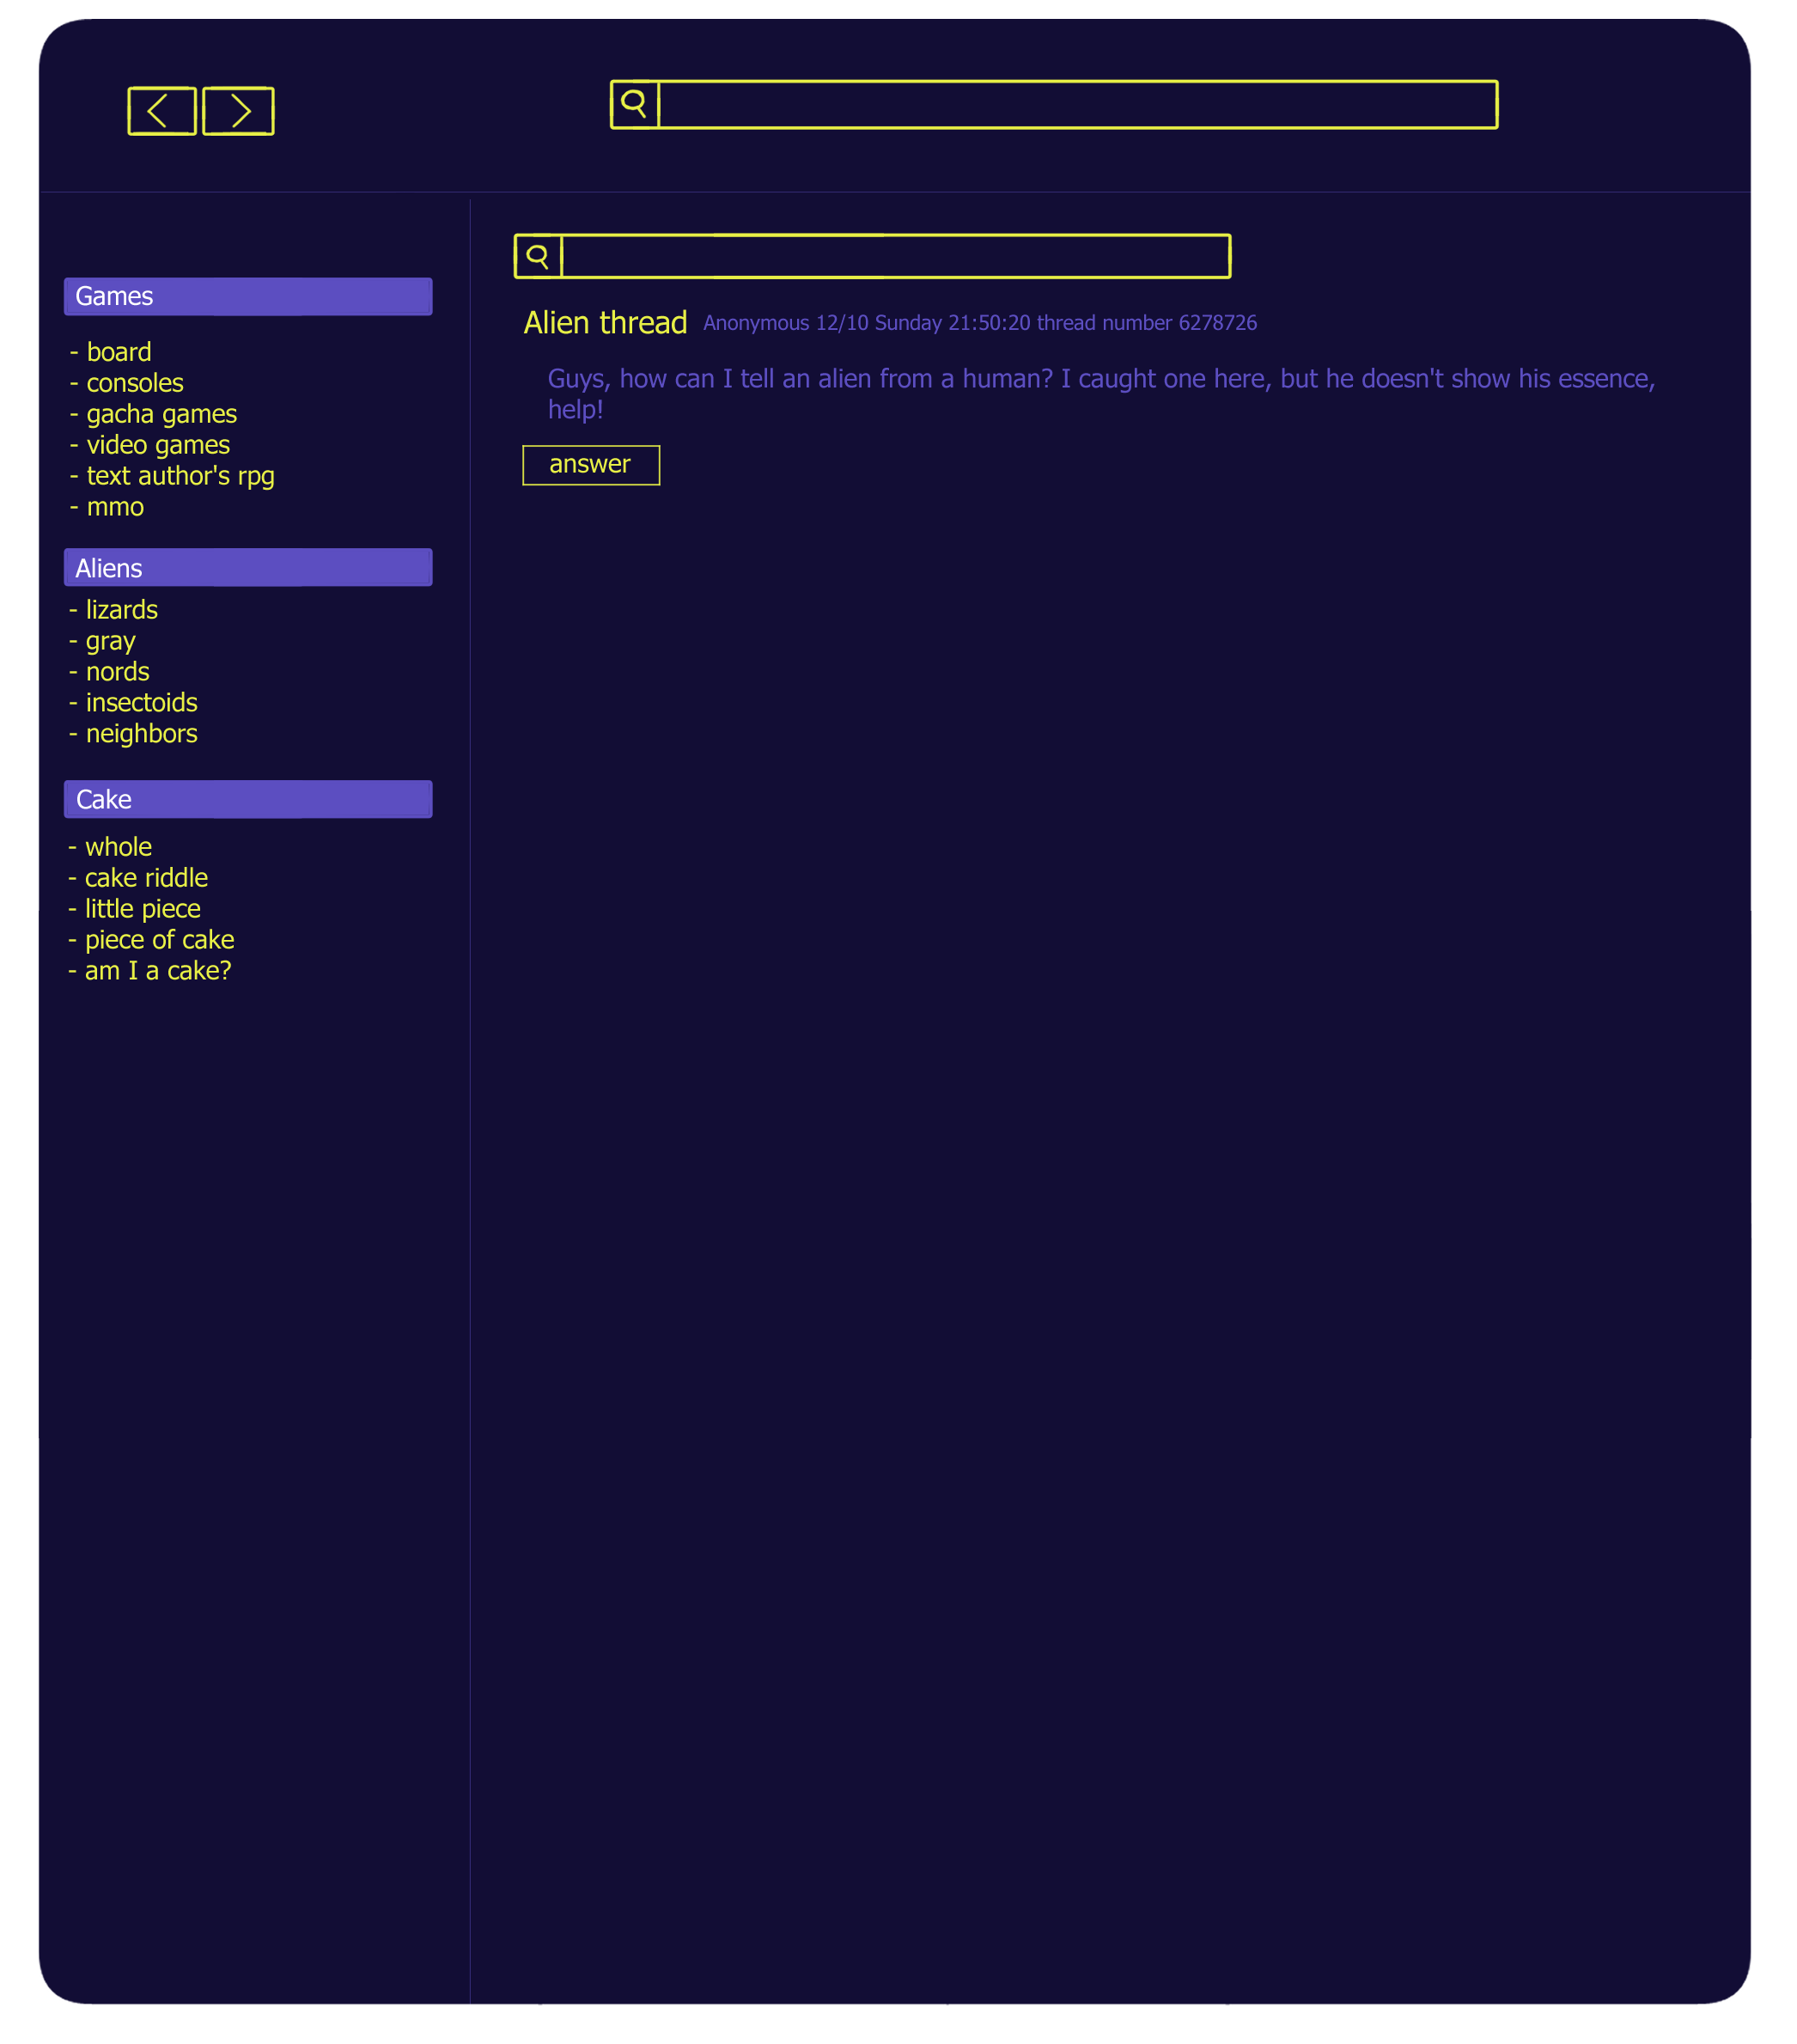 Games
- board
- consoles
- gacha games
- video games
- text author's rpg
- mmo
Aliens
- lizards
- gray
- nords
- insectoids
- neighbors
Cake
- whole
- cake riddle
- little piece
- piece of cake
- am I a cake?
Alien thread Anonymous 12/10 Sunday 21:50:20 thread number 6278726
Guys, how can I tell an alien from a human? I caught one here, but he doesn't show his essence,
help!
answer